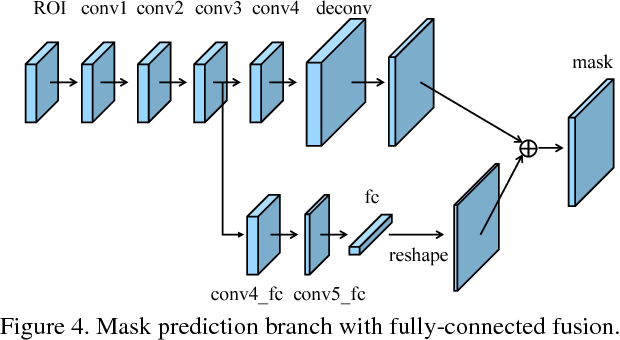 ROI conv1 conv2 conv3 conv4 deconv
mask
fc
reshape
conv4_fc conv5_fc
Figure 4. Mask prediction branch with fully-connected fusion.